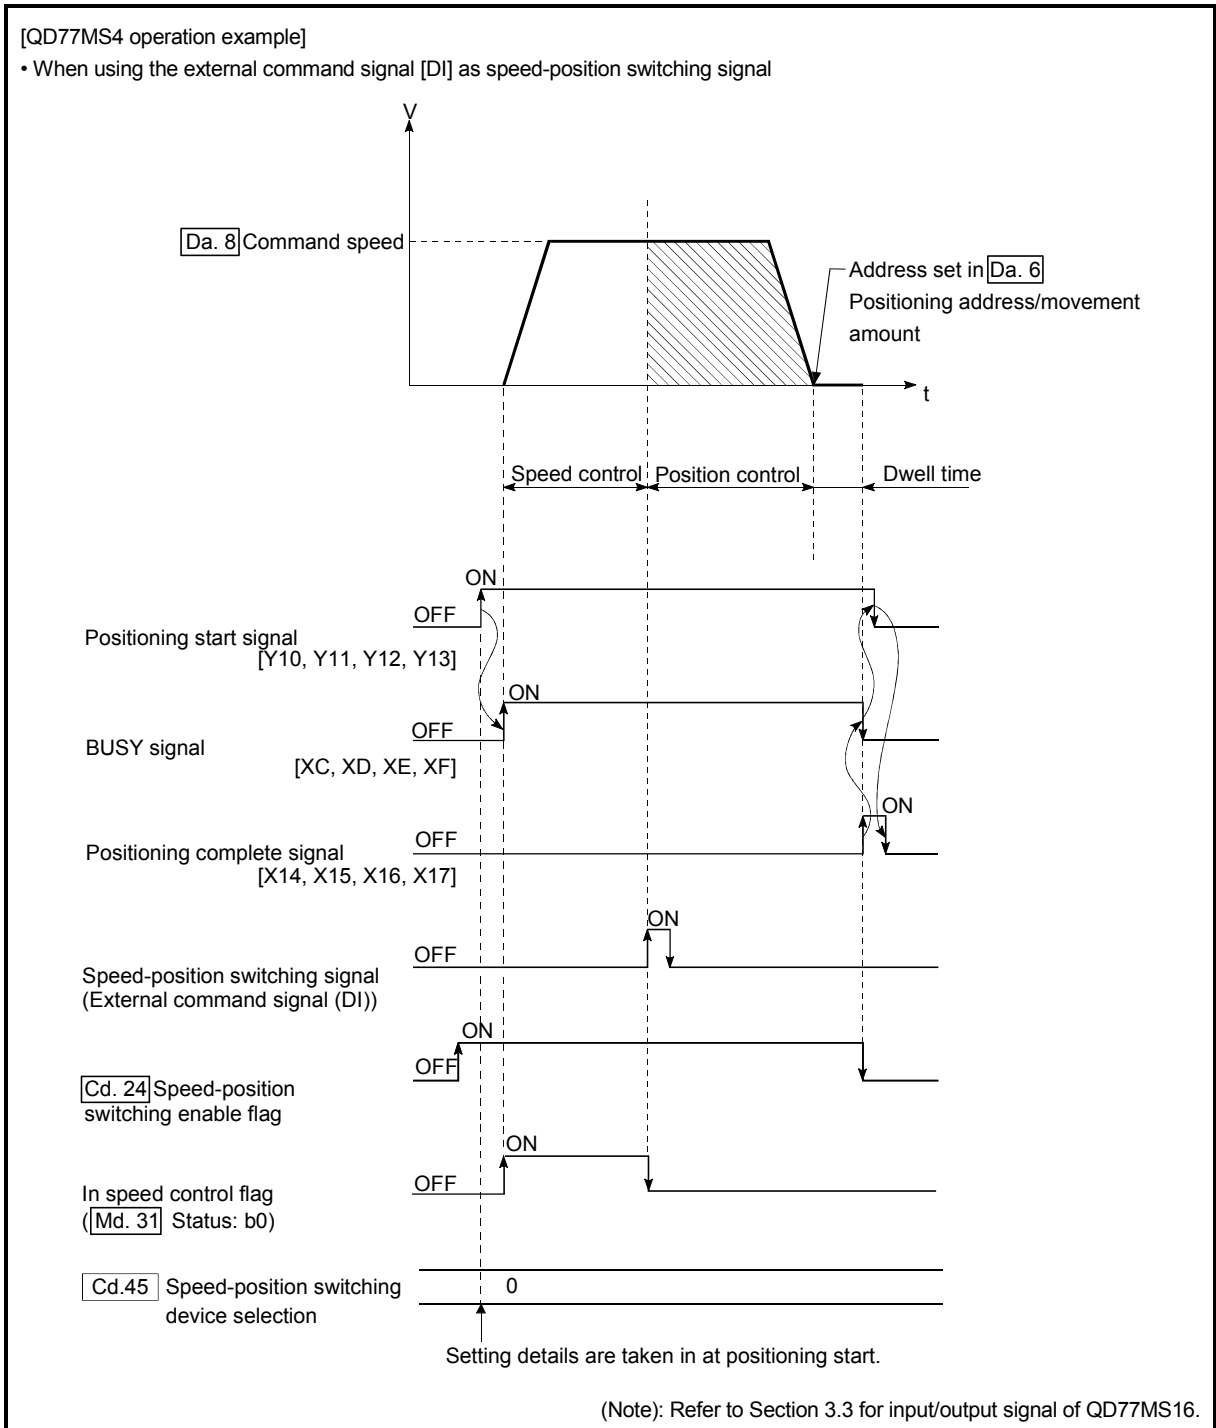 [QD77MS4 operation example]
• When using the external command signal [DI] as speed-position switching signal
V
Da. 8 Command speed
Address set in Da. 6
Positioning address/movement
amount
t
Speed control
Position control
Dwell time
ON
OFF
Positioning start signal
[Y10, Y11, Y12, Y13]
ON
OFF
BUSY signal
[XC, XD, XE, XF]
ON
OFF
Positioning complete signal
[X14, X15, X16, X17]
ON
OFF
Speed-position switching signal
(External command signal (DI))
ON
OFF
Cd. 24 Speed-position
switching enable flag
ON
OFF
In speed control flag
(Md. 31 Status: b0)
Cd.45 Speed-position switching
device selection
0
Setting details are taken in at positioning start.
(Note): Refer to Section 3.3 for input/output signal of QD77MS16.